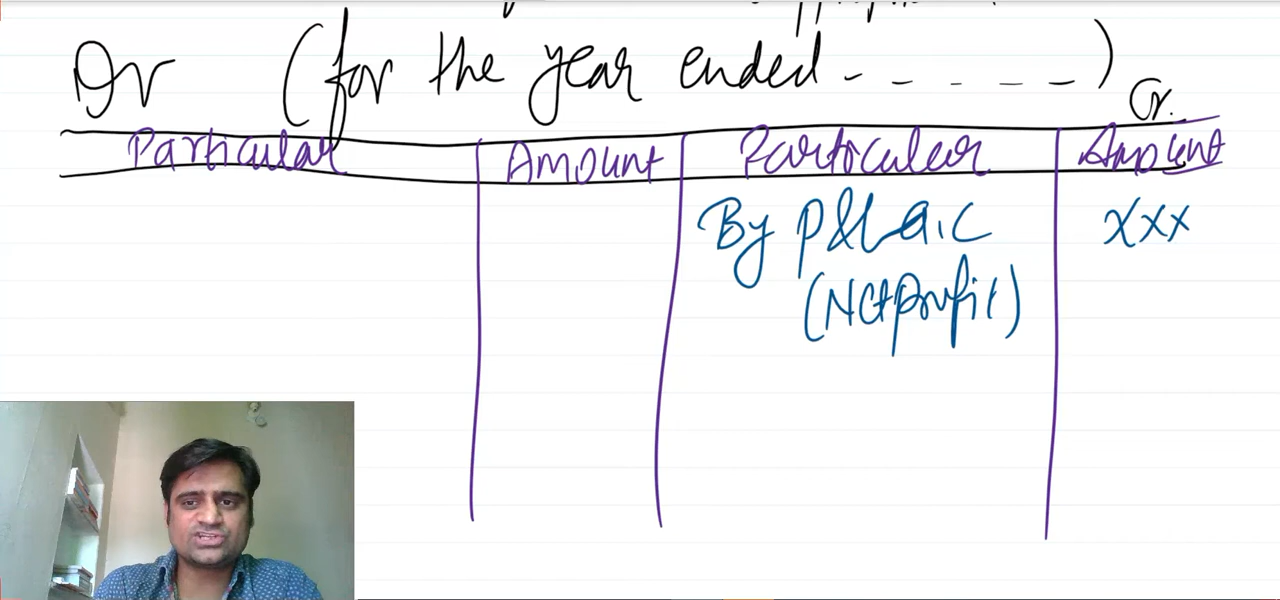 Dr (for the year ended - - - - - -) Cr.
Particular Amount Particular Amount
By P&L a.c xxx
(Net profit)